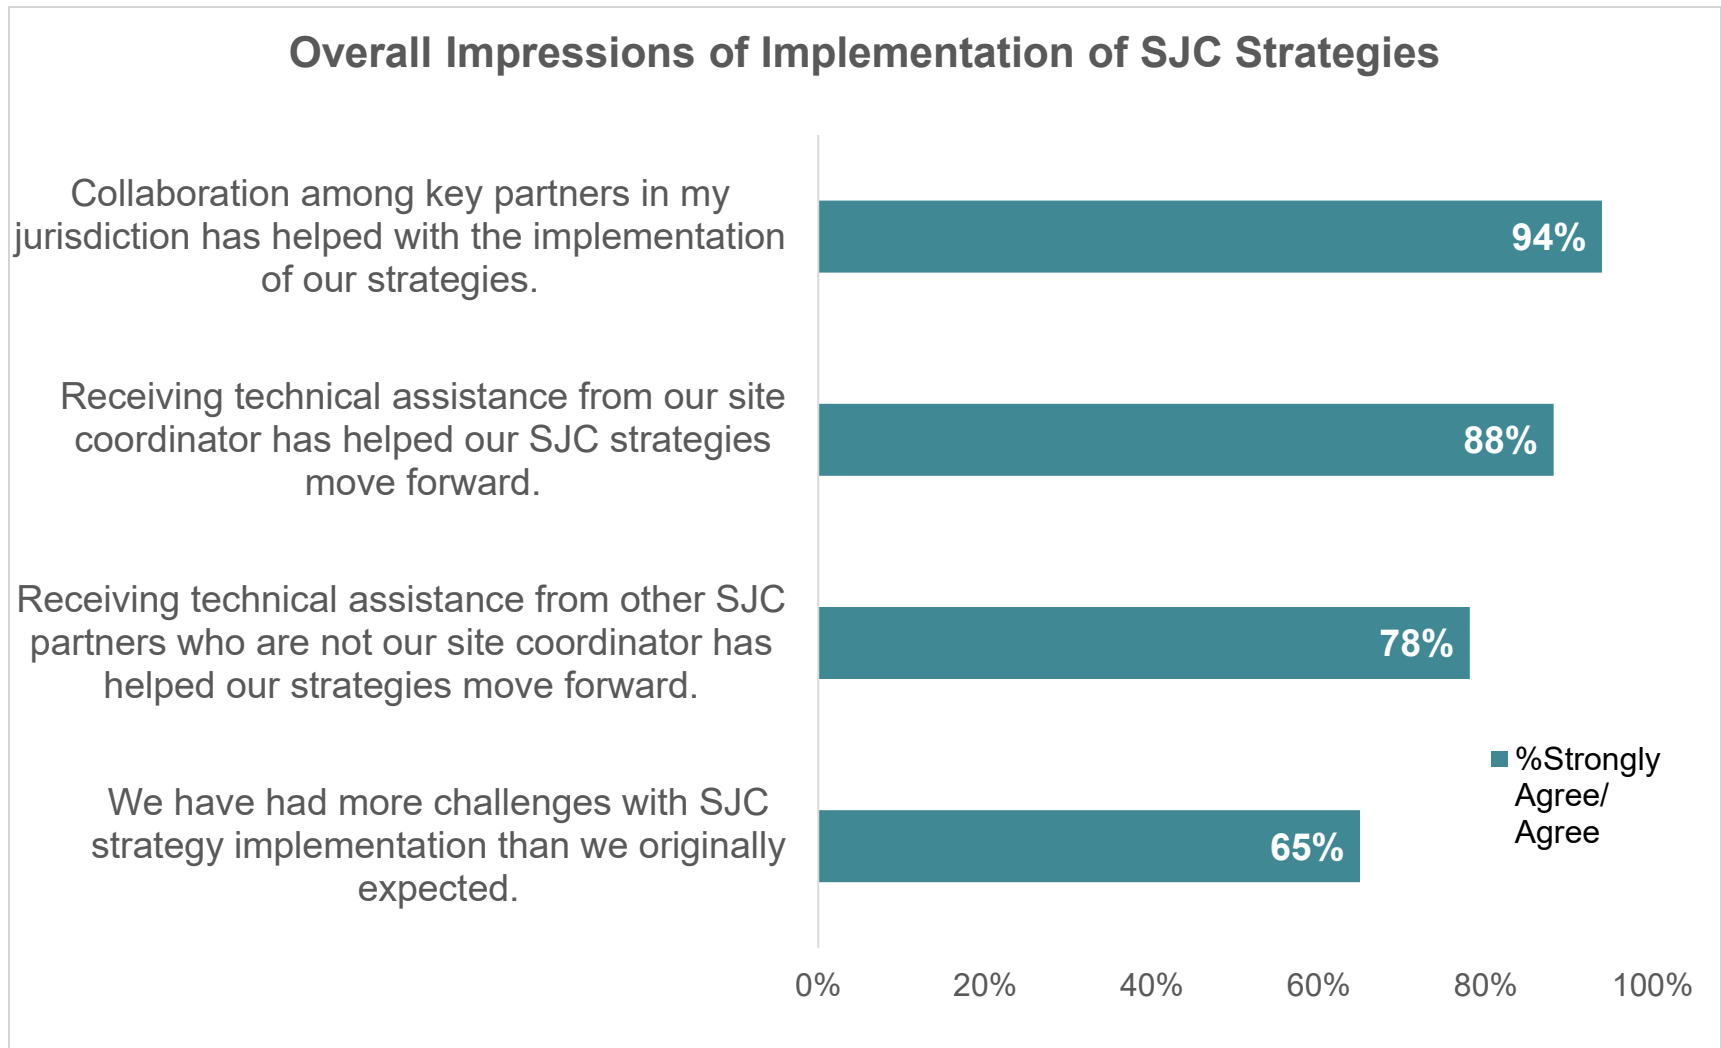 Overall Impressions of Implementation of SJC Strategies
Collaboration among key partners in my
jurisdiction has helped with the implementation
of our strategies.
94%
Receiving technical assistance from our site
coordinator has helped our SJC strategies
move forward.
88%
Receiving technical assistance from other SJC
partners who are not our site coordinator has
helped our strategies move forward.
78%
We have had more challenges with SJC
strategy implementation than we originally
expected.
65%
%Strongly
Agree/
Agree
0% 20% 40% 60% 80% 100%